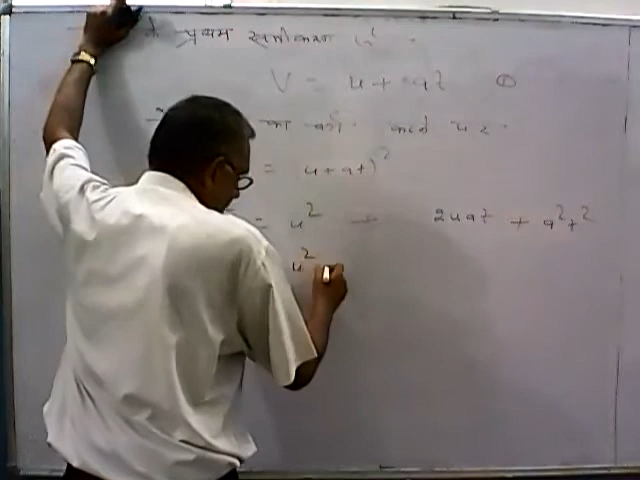 के प्रथम समीकरण से
V = u + at ①
का वर्ग करने पर
= u + at)²
= u² + 2uat + a²t²
u²